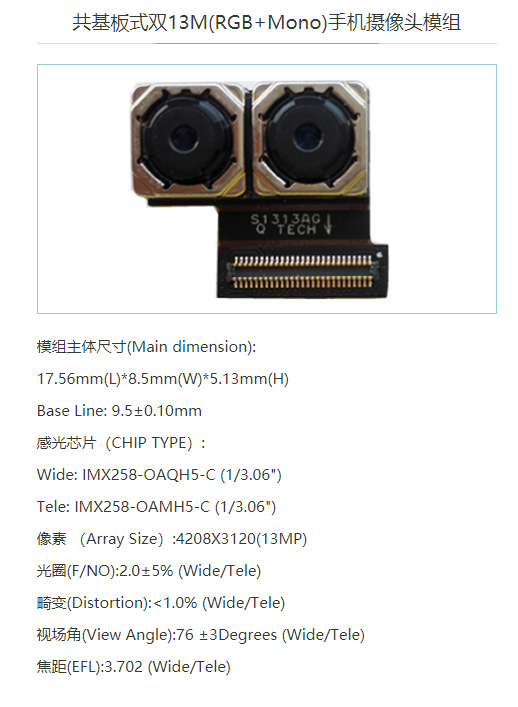 共基板式双13M(RGB+Mono)手机摄像头模组
S1313AG
Q TECH
模组主体尺寸(Main dimension):
17.56mm(L)*8.5mm(W)*5.13mm(H)
Base Line: 9.5±0.10mm
感光芯片（CHIP TYPE）:
Wide: IMX258-OAQH5-C (1/3.06")
Tele: IMX258-OAMH5-C (1/3.06")
像素 （Array Size）:4208X3120(13MP)
光圈(F/NO):2.0±5% (Wide/Tele)
畸变(Distortion):<1.0% (Wide/Tele)
视场角(View Angle):76 ±3Degrees (Wide/Tele)
焦距(EFL):3.702 (Wide/Tele)